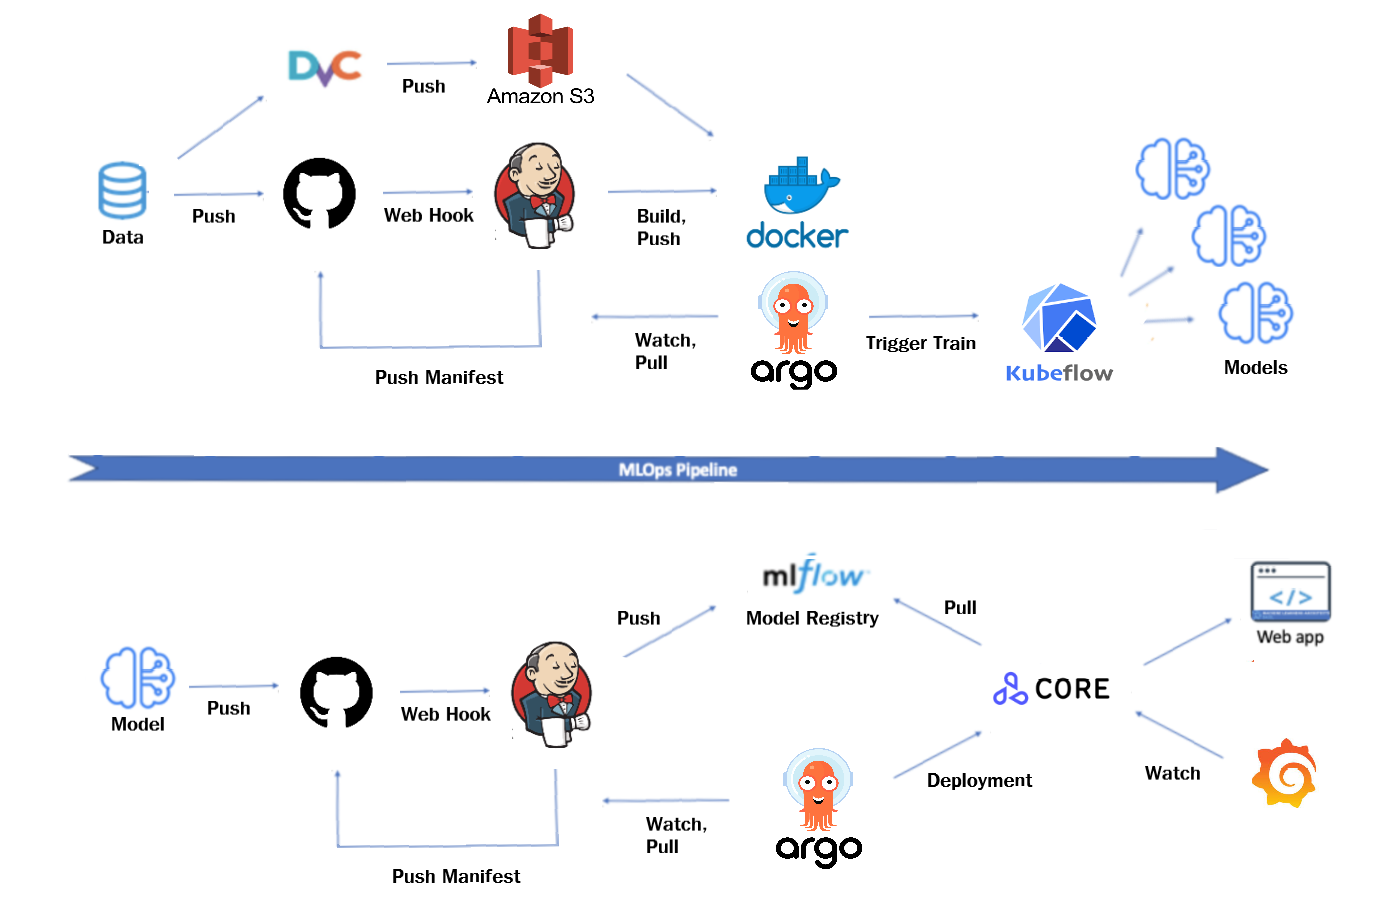 DVC
Push
Amazon S3
Data
Push
Web Hook
Build,
Push
docker
Push Manifest
Watch,
Pull
argo
Trigger Train
Kubeflow
Models
MLOps Pipeline
Model
Push
Web Hook
Push
mlflow
Model Registry
Pull
CORE
</>
Web app
Push Manifest
Watch,
Pull
argo
Deployment
Watch